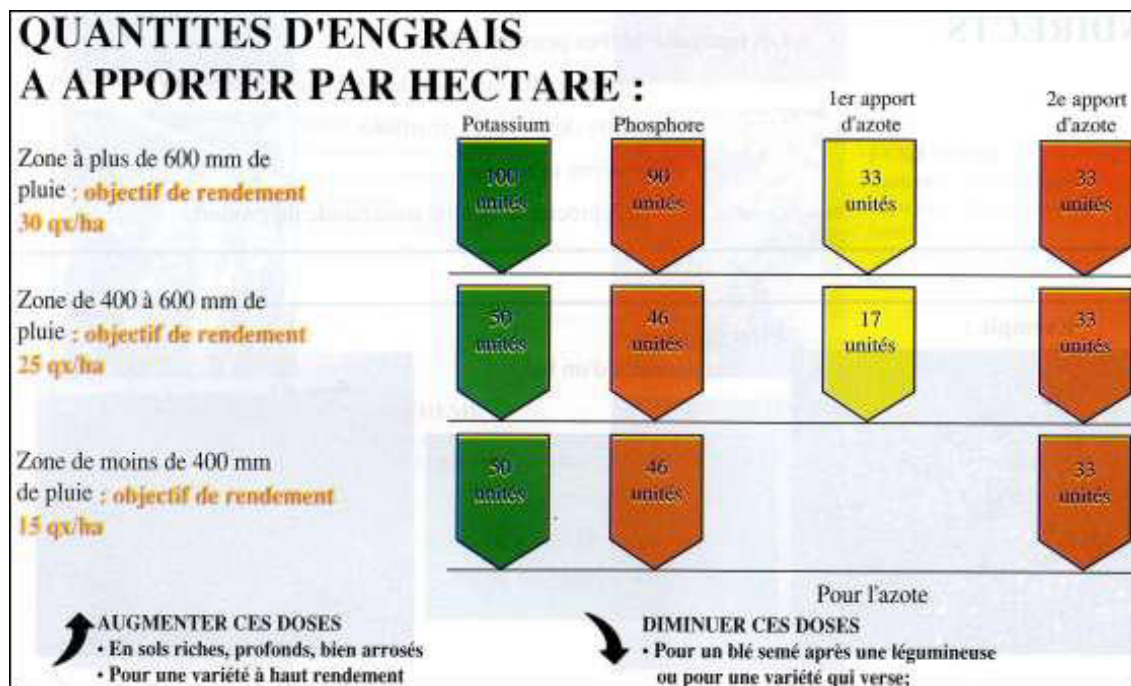 QUANTITES D'ENGRAIS
A APPORTER PAR HECTARE :
Potassium
Phosphore
1er apport
d'azote
2e apport
d'azote
Zone à plus de 600 mm de
pluie : objectif de rendement
30 qx/ha
100
unités
90
unités
33
unités
33
unités
Zone de 400 à 600 mm de
pluie : objectif de rendement
25 qx/ha
50
unités
46
unités
17
unités
33
unités
Zone de moins de 400 mm
de pluie : objectif de rendement
15 qx/ha
50
unités
46
unités
33
unités
Pour l'azote
AUGMENTER CES DOSES
• En sols riches, profonds, bien arrosés
• Pour une variété à haut rendement
DIMINUER CES DOSES
• Pour un blé semé après une légumineuse
ou pour une variété qui verse;